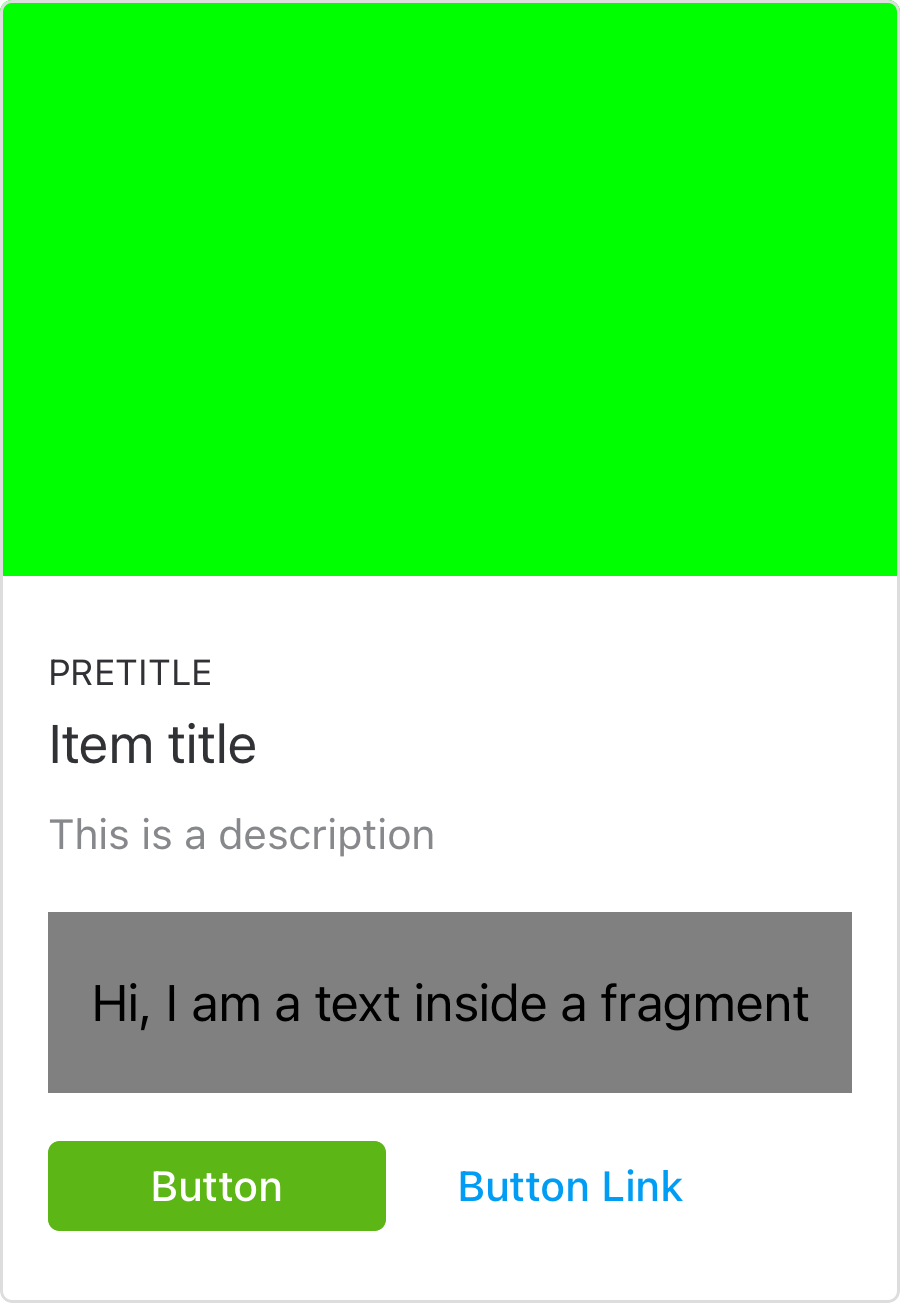 PRETITLE
Item title
This is a description
Hi, I am a text inside a fragment
Button
Button Link